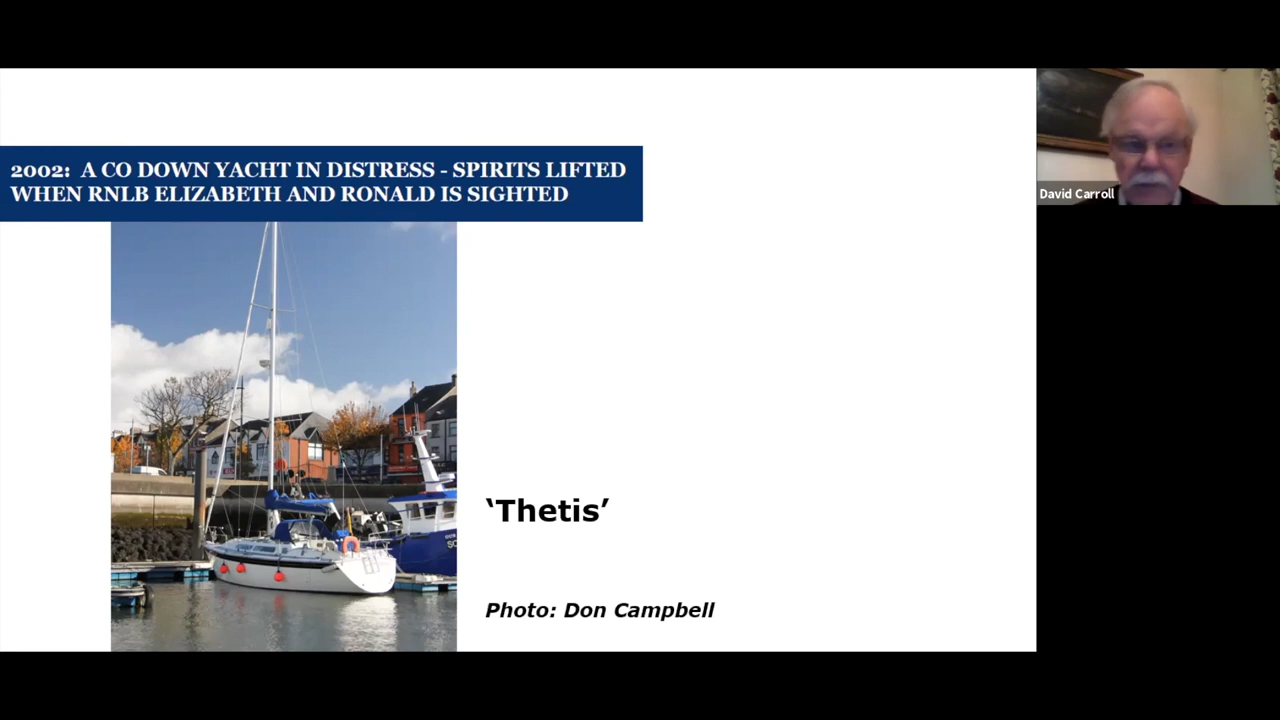 2002: A CO DOWN YACHT IN DISTRESS - SPIRITS LIFTED
WHEN RNLB ELIZABETH AND RONALD IS SIGHTED
David Carroll
‘Thetis’
Photo: Don Campbell